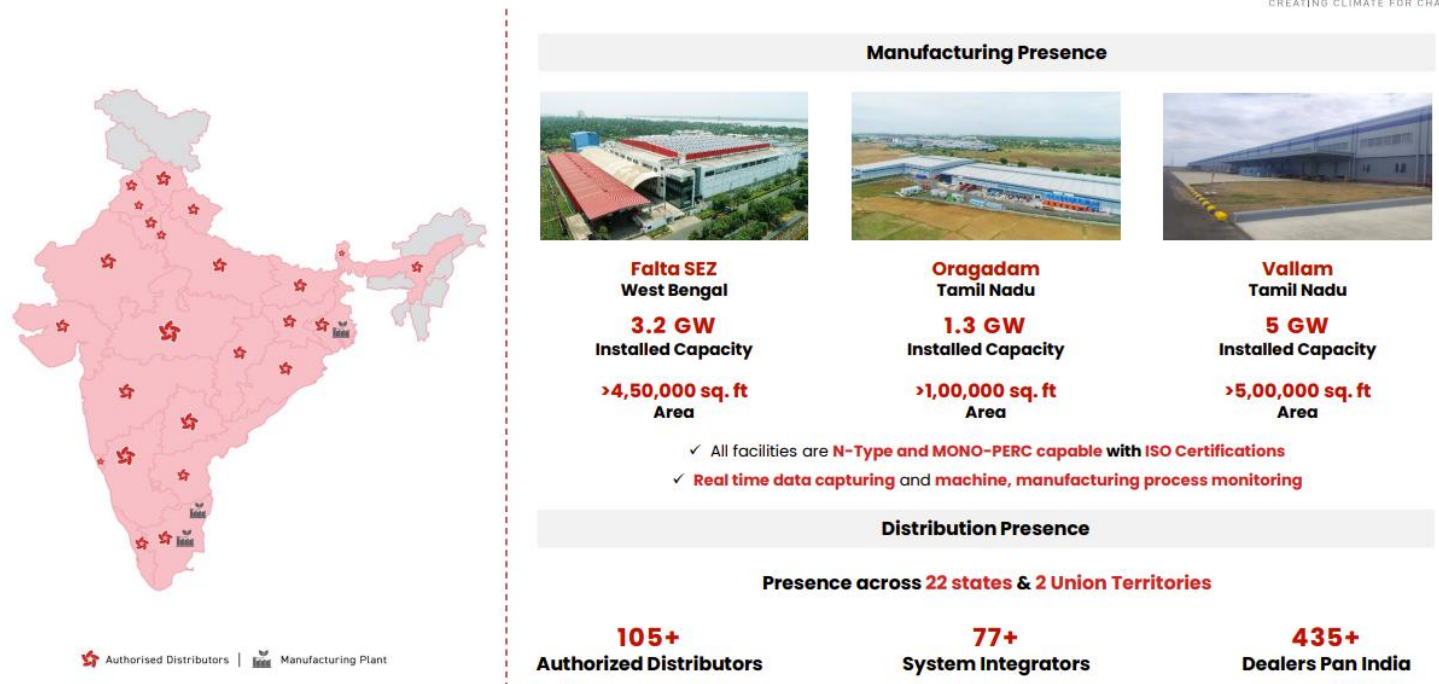 CREATING CLIMATE FOR CHA
Manufacturing Presence
Falta SEZ
West Bengal
3.2 GW
Installed Capacity
>4,50,000 sq. ft
Area
Oragadam
Tamil Nadu
1.3 GW
Installed Capacity
>1,00,000 sq. ft
Area
Vallam
Tamil Nadu
5 GW
Installed Capacity
>5,00,000 sq. ft
Area
✓ All facilities are N-Type and MONO-PERC capable with ISO Certifications
✓ Real time data capturing and machine, manufacturing process monitoring
Distribution Presence
Presence across 22 states & 2 Union Territories
105+
Authorized Distributors
77+
System Integrators
435+
Dealers Pan India
Authorised Distributors | Manufacturing Plant